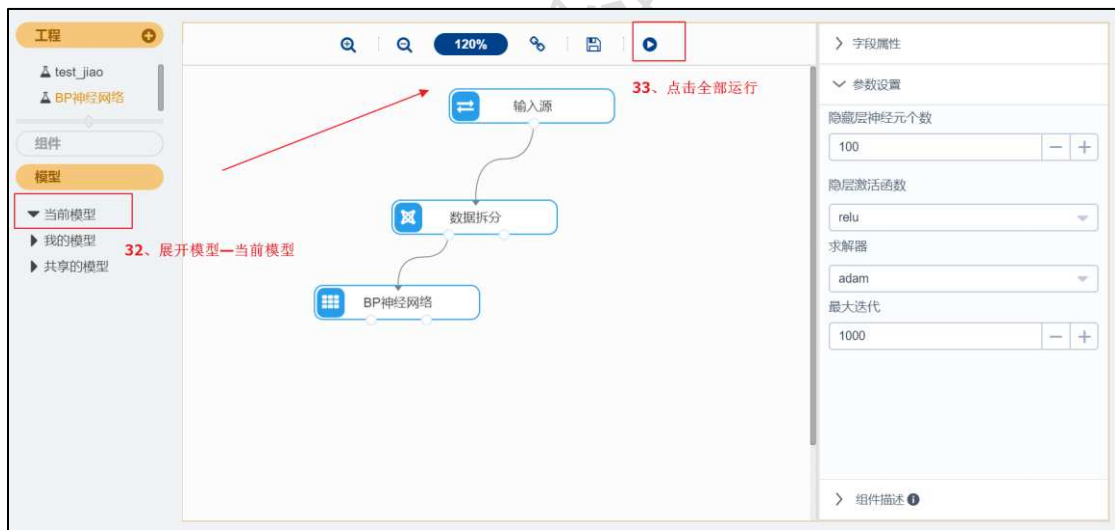 工程
test_jiao
BP神经网络
组件
模型
当前模型
我的模型
共享的模型
32、展开模型—当前模型
120%
33、点击全部运行
输入源
数据拆分
BP神经网络
字段属性
参数设置
隐藏层神经元个数
100
隐层激活函数
relu
求解器
adam
最大迭代
1000
组件描述